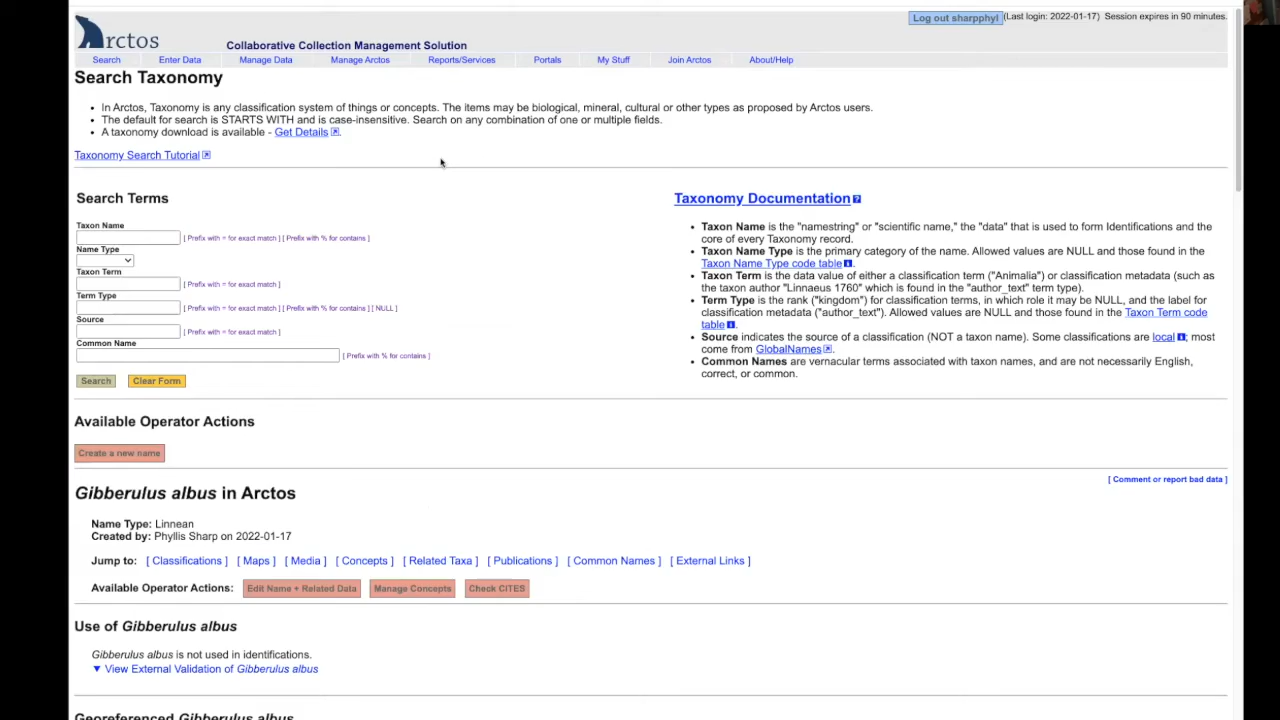 Log out sharpphyl (Last login: 2022-01-17) Session expires in 90 minutes.
Arctos
Collaborative Collection Management Solution
Search Enter Data Manage Data Manage Arctos Reports/Services Portals My Stuff Join Arctos About/Help
Search Taxonomy
• In Arctos, Taxonomy is any classification system of things or concepts. The items may be biological, mineral, cultural or other types as proposed by Arctos users.
• The default for search is STARTS WITH and is case-insensitive. Search on any combination of one or multiple fields.
• A taxonomy download is available - Get Details.
Taxonomy Search Tutorial
Search Terms
Taxon Name
[ Prefix with = for exact match ] [ Prefix with % for contains ]
Name Type
Taxon Term
[ Prefix with = for exact match ]
Term Type
[ Prefix with = for exact match ] [ Prefix with % for contains ] [ NULL ]
Source
[ Prefix with = for exact match ]
Common Name
[ Prefix with % for contains ]
Search Clear Form
Taxonomy Documentation
• Taxon Name is the "namestring" or "scientific name," the "data" that is used to form Identifications and the
core of every Taxonomy record.
• Taxon Name Type is the primary category of the name. Allowed values are NULL and those found in the
Taxon Name Type code table.
• Taxon Term is the data value of either a classification term ("Animalia") or classification metadata (such as
the taxon author "Linnaeus 1760" which is found in the "author_text" term type).
• Term Type is the rank ("kingdom") for classification terms, in which role it may be NULL, and the label for
classification metadata ("author_text"). Allowed values are NULL and those found in the Taxon Term code
table.
• Source indicates the source of a classification (NOT a taxon name). Some classifications are local; most
come from GlobalNames.
• Common Names are vernacular terms associated with taxon names, and are not necessarily English,
correct, or common.
Available Operator Actions
Create a new name
[ Comment or report bad data ]
Gibberulus albus in Arctos
Name Type: Linnean
Created by: Phyllis Sharp on 2022-01-17
Jump to: [ Classifications ] [ Maps ] [ Media ] [ Concepts ] [ Related Taxa ] [ Publications ] [ Common Names ] [ External Links ]
Available Operator Actions: Edit Name + Related Data Manage Concepts Check CITES
Use of Gibberulus albus
Gibberulus albus is not used in identifications.
▼ View External Validation of Gibberulus albus
Georeferenced Gibberulus albus